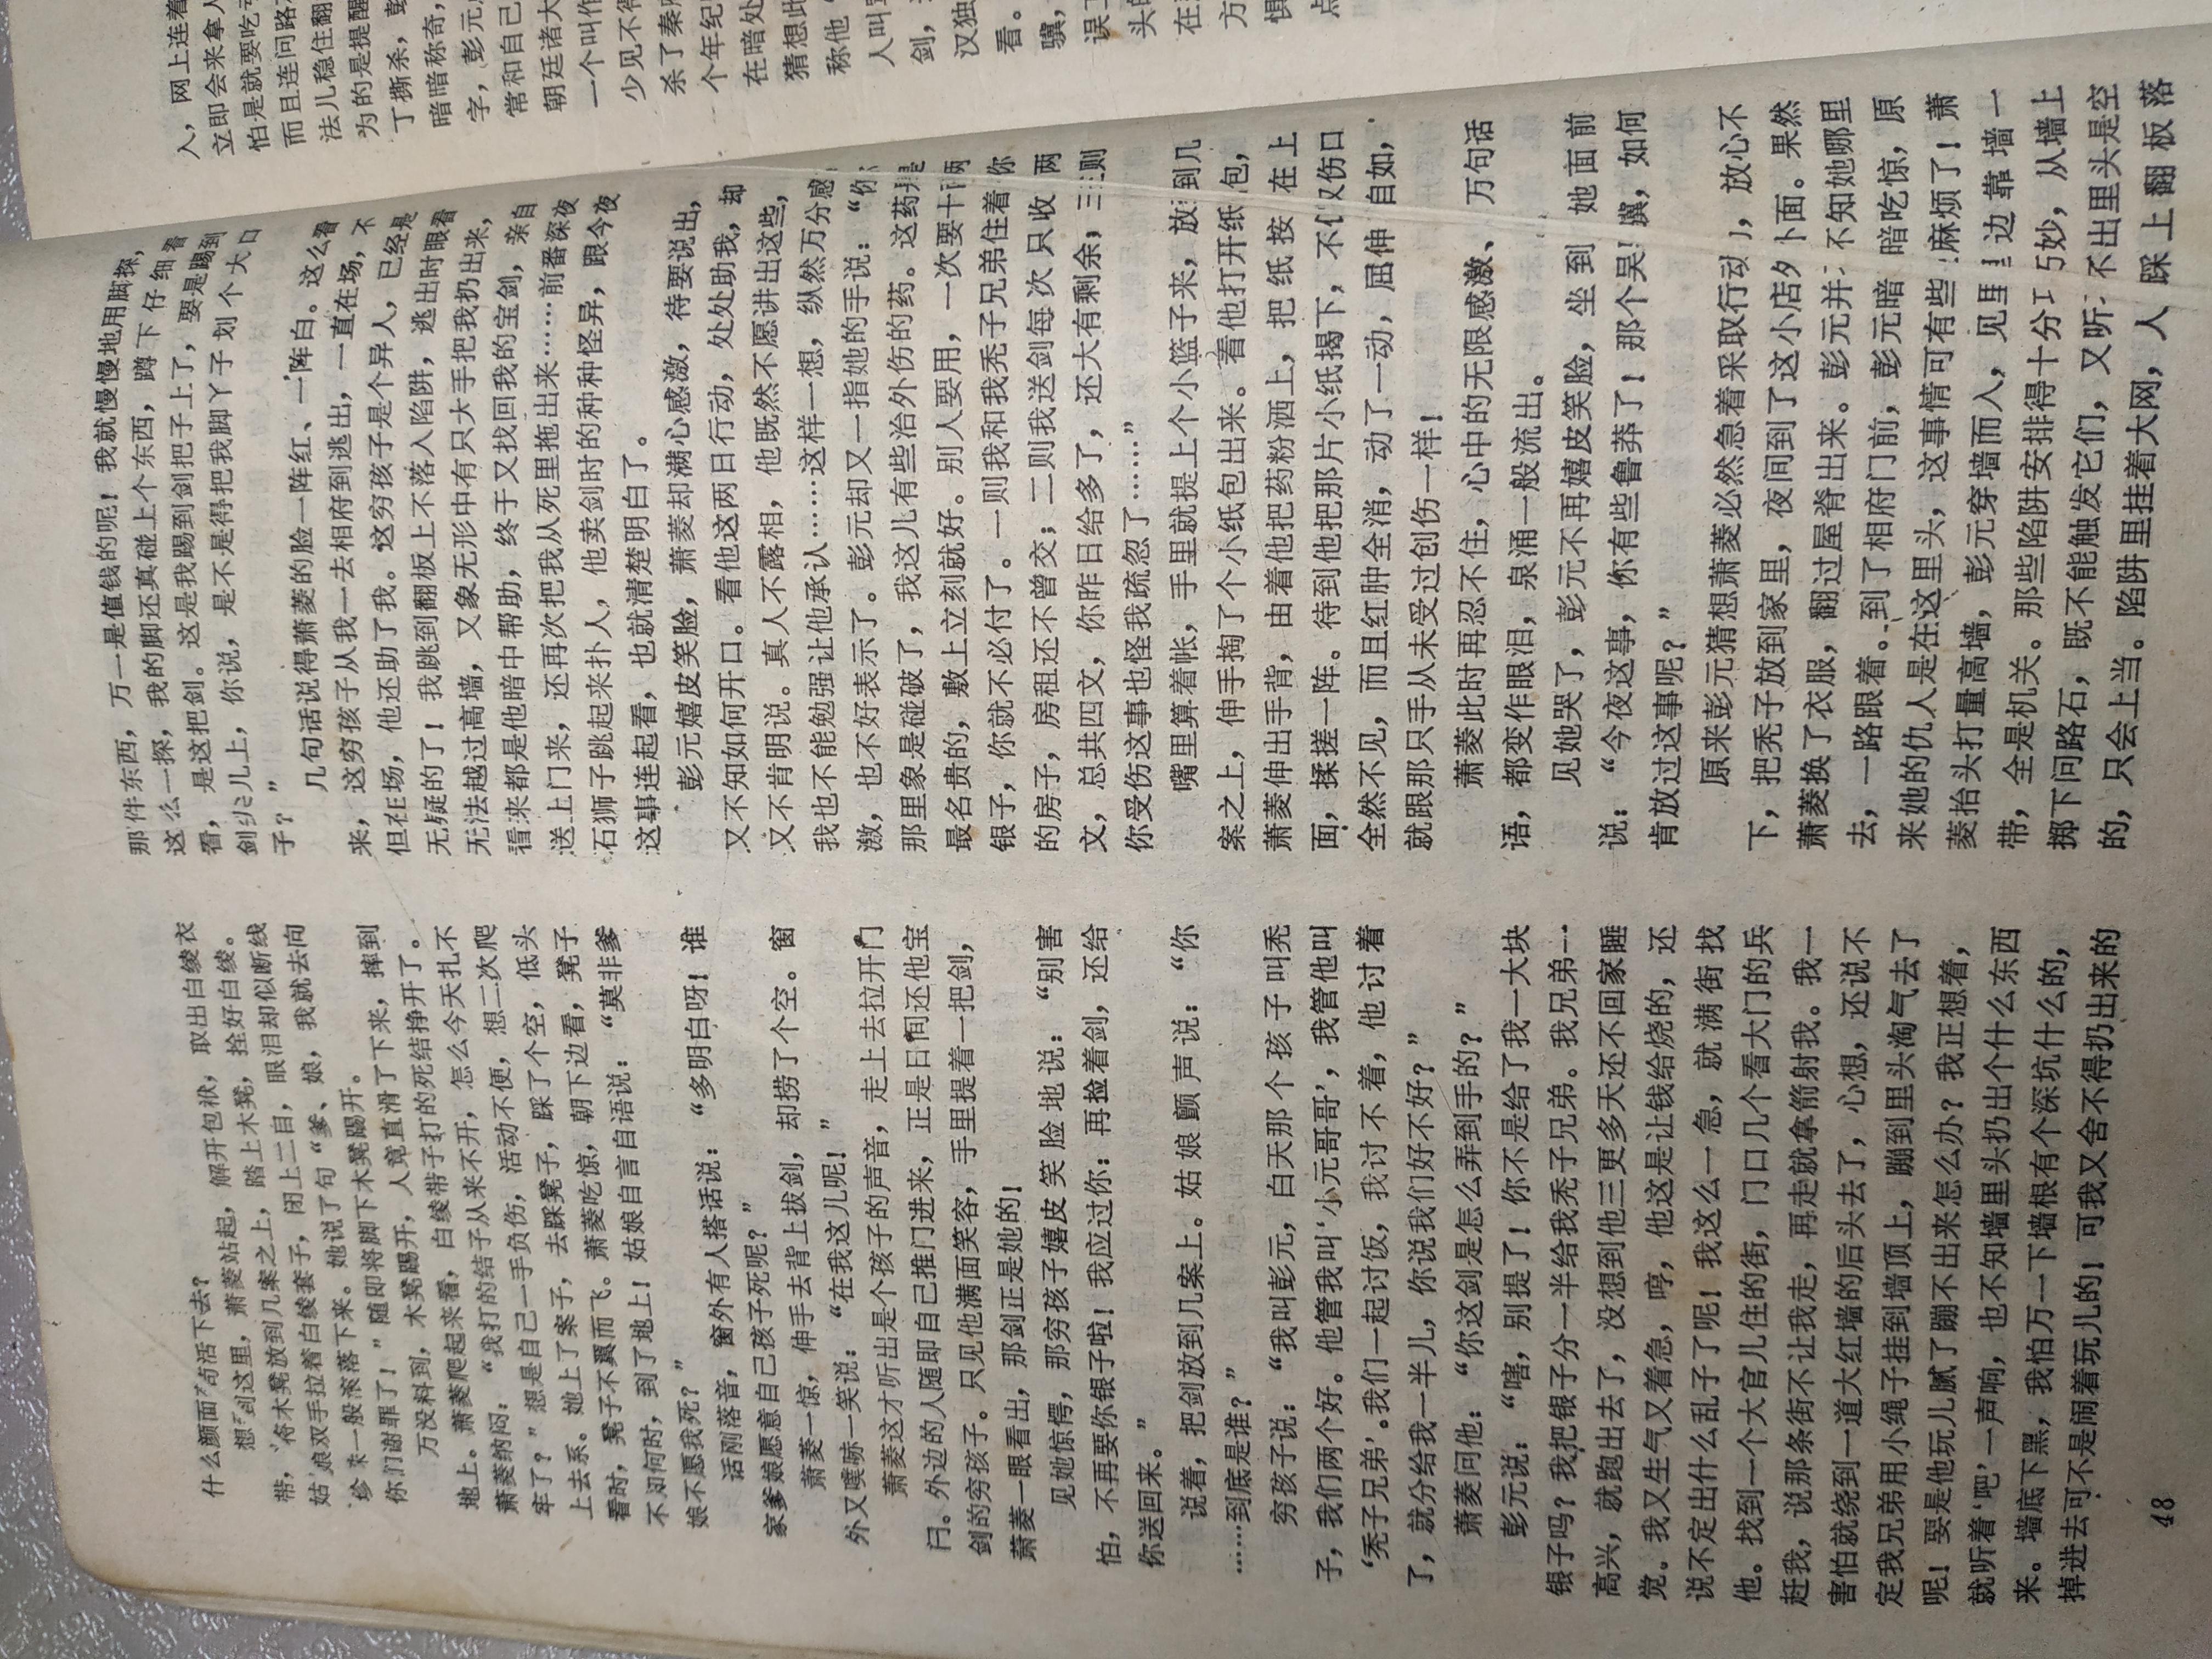 什么颜面苟活下去？
想到这里，萧菱站起，解开包袱，取出白绫衣
带，将木凳放到几案之上，踏上木凳，拴好白绫。
姑娘双手拉着白绫套子，闭上二目，眼泪却似断线
珍珠一般滚落下来。她说了句“爹、娘，我就去向
你们谢罪了！”随即将脚下木凳踢开。
万没料到，木凳踢开，人竟直滑了下来，摔到
地上。萧菱爬起来看，白绫带子打的死结挣开了。
萧菱纳闷：“我打的结子从来不开，怎么今天扎不
牢了？”想是自己一手负伤，活动不便，想二次爬
上去系。她上了案子，去踩凳子，踩了个空，低头
看时，凳子不翼而飞。萧菱吃惊，朝下边看，凳子
不知何时，到了地上！姑娘自言自语说：“莫非爹
娘不愿我死？”
话刚落音，窗外有人搭话说：“多明白呀！谁
家爹娘愿意自己孩子死呢？”
萧菱一惊，伸手去背上拔剑，却捞了个空。窗
外又噗哧一笑说：“在我这儿呢！”
萧菱这才听出是个孩子的声音，走上去拉开门
闩。外边的人随即自己推门进来，正是日间还他宝
剑的穷孩子。只见他满面笑容，手里提着一把剑，
萧菱一眼看出，那剑正是她的！
见她惊愕，那穷孩子嬉皮笑脸地说：“别害
怕，不再要你银子啦！我应过你：再捡着剑，还给
你送回来。”
说着，把剑放到几案上。姑娘颤声说：“你
……到底是谁？”
穷孩子说：“我叫彭元，白天那个孩子叫秃
子，我们两个好。他管我叫‘小元哥哥’，我管他叫
‘秃子兄弟’。我们一起讨饭，我讨不着，他讨着
了，就分给我一半儿，你说我们好不好？”
萧菱问他：“你这剑是怎么弄到手的？”
彭元说：“嗐，别提了！你不是给了我一大块
银子吗？我把银子分一半给我秃子兄弟。我兄弟一
高兴，就跑出去了，没想到他三更多天还不回家睡
觉。我又生气又着急，哼，他这是让钱给烧的，还
说不定出什么乱子了呢！我这么一急，就满街找
他。找到一个大官儿住的街，门口几个看大门的兵
赶我，说那条街不让我走，再走就拿箭射我。我一
害怕就绕到一道大红墙的后头去了，心想，还说不
定我兄弟用小绳子挂到墙顶上，蹦到里头淘气去了
呢！要是他玩儿腻了蹦不出来怎么办？我正想着，
就听着‘吧’一声响，也不知墙里头扔出个什么东西
来。墙底下黑，我怕万一下墙根有个深坑什么的，
掉进去可不是闹着玩儿的！可我又舍不得扔出来的
48
那件东西，万一是值钱的呢！我就慢慢地用脚探，
这么一探，我的脚还真碰上个东西，蹲下仔细看
看，是这把剑。这是我踢到剑把子上了，要是踢到
剑尖儿上，你说，是不是得把我脚丫子划个大口
子？”
几句话说得萧菱的脸一阵红、一阵白。这么看
来，这穷孩子从我一去相府到逃出，一直在场，不
但在场，他还助了我。这穷孩子是个异人，已经是
无疑的了！我跳到翻板上不落入陷阱，逃出时眼看
无法越过高墙，又象无形中有只大手把我扔出来，
看来都是他暗中帮助，终于又找回我的宝剑，亲自
送上门来，还再次把我从死里拖出来……前番深夜
石狮子跳起来扑人，他卖剑时的种种怪异，跟今夜
这事连起看，也就清楚明白了。
彭元嬉皮笑脸，萧菱却满心感激，待要说出，
又不知如何开口。看他这两日行动，处处助我，却
又不肯明说。真人不露相，他既然不愿讲出这些，
我也不能勉强让他承认……这样一想，纵然万分感
激，也不好表示了。彭元却又一指她的手说：“你
那里象是碰破了，我这儿有些治外伤的药。这药是
最名贵的，敷上立刻就好。别人要用，一次要十两
银子，你就不必付了。一则我和我秃子兄弟住着你
的房子，房租还不曾交；二则我送剑每次只收两
文，总共四文，你昨日给多了，还大有剩余；三则
你受伤这事也怪我疏忽了……”
嘴里算着帐，手里就提上个小篮子来，放到几
案之上，伸手掏了个小纸包出来。看他打开纸包，
萧菱伸出手背，由着他把药粉洒上，把纸按在上
面，揉搓一阵。待到他把那片小纸揭下，不仅伤口
全然不见，而且红肿全消，动了一动，屈伸自如，
就跟那只手从未受过创伤一样！
萧菱此时再忍不住，心中的无限感激、万句话
语，都变作眼泪，泉涌一般流出。
见她哭了，彭元不再嬉皮笑脸，坐到她面前
说：“今夜这事，你有些鲁莽了！那个吴骥，如何
肯放过这事呢？”
原来彭元猜想萧菱必然急着采取行动，放心不
下，把秃子放到家里，夜间到了这小店外面。果然
萧菱换了衣服，翻过屋脊出来。彭元并不知她哪里
去，一路跟着。到了相府门前，彭元暗暗吃惊，原
来她的仇人是在这里头，这事情可有些麻烦了！萧
菱抬头打量高墙，彭元穿墙而入，见里边靠墙一
带，全是机关。那些陷阱安排得十分巧妙，从墙上
掷下问路石，既不能触发它们，又听不出里头是空
的，只会上当。陷阱里挂着大网，人踩上翻板落
入，网上连着
立即会来拿人
怕是就要吃亏
而且连问路石
法儿稳住翻
为的是提醒
了撕杀，彭
暗暗称奇，
字，彭元
常和自己
朝廷诸大
一个叫作
少见不得
杀了秦
个年纪
在暗处
猜想此
称他
人叫
剑，
汉独
看。
骥，
误
头
在
方
惧
点